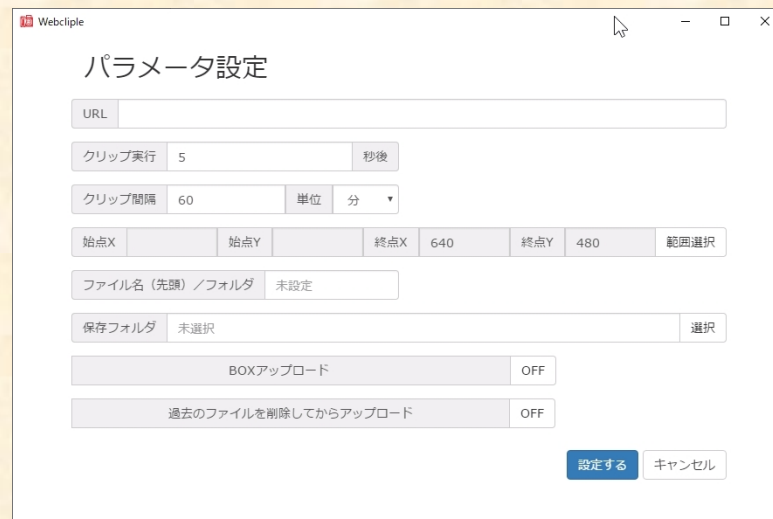 Webcliple
パラメータ設定
URL
クリップ実行 5 秒後
クリップ間隔 60 単位 分
始点X 始点Y 終点X 640 終点Y 480 範囲選択
ファイル名（先頭）／フォルダ 未設定
保存フォルダ 未選択 選択
BOXアップロード OFF
過去のファイルを削除してからアップロード OFF
設定する キャンセル